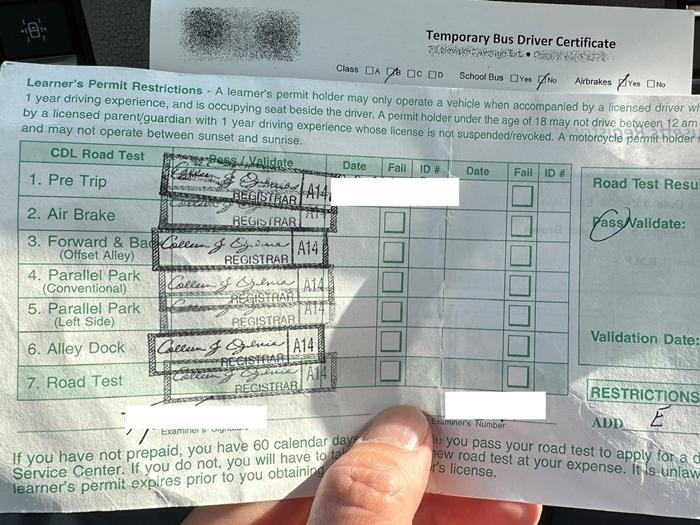 Temporary Bus Driver Certificate
Class □A □B □C □D School Bus □Yes □No Airbrakes □Yes □No
Learner's Permit Restrictions - A learner's permit holder may only operate a vehicle when accompanied by a licensed driver
1 year driving experience, and is occupying seat beside the driver. A permit holder under the age of 18 may not drive between 12 am
by a licensed parent/guardian with 1 year driving experience whose license is not suspended/revoked. A motorcycle permit holder
and may not operate between sunset and sunrise.
CDL Road Test Pass / Validate Date Fail ID # Date Fail ID #
1. Pre Trip REGISTRAR A14
2. Air Brake REGISTRAR
3. Forward & Bac
(Offset Alley) REGISTRAR A14
4. Parallel Park
(Conventional) REGISTRAR A14
5. Parallel Park
(Left Side) REGISTRAR A14
6. Alley Dock REGISTRAR A14
7. Road Test REGISTRAR A14
Road Test Resu
Pass/Validate:
Validation Date:
RESTRICTIONS
ADD E
Examiner's Signature
Examiner's Number
If you have not prepaid, you have 60 calendar days you pass your road test to apply for a d
Service Center. If you do not, you will have to ta ew road test at your expense. It is unlaw
learner's permit expires prior to you obtaining r's license.